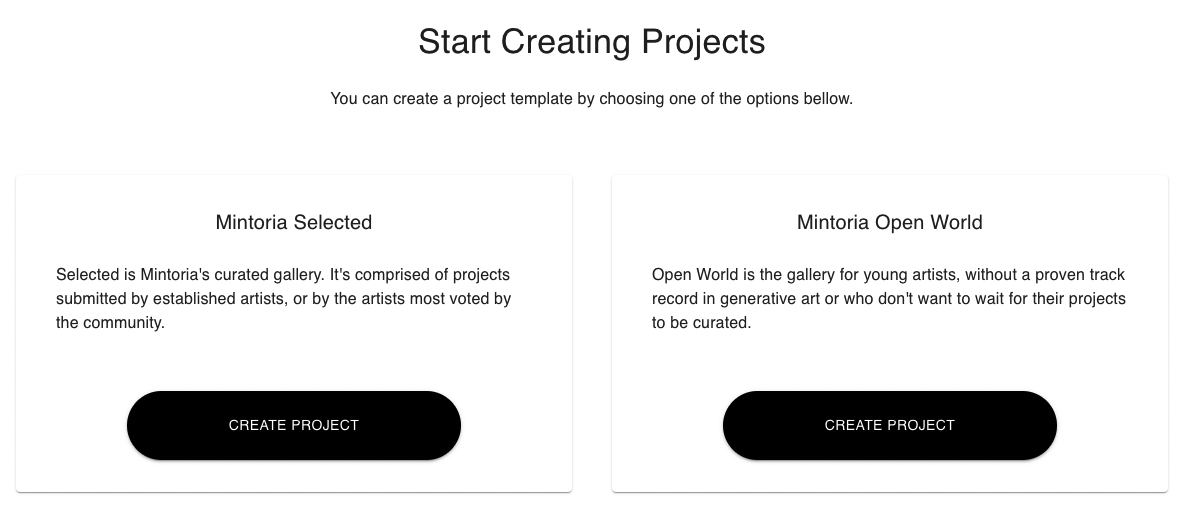 Start Creating Projects
You can create a project template by choosing one of the options bellow.
Mintoria Selected
Selected is Mintoria's curated gallery. It's comprised of projects
submitted by established artists, or by the artists most voted by
the community.
CREATE PROJECT
Mintoria Open World
Open World is the gallery for young artists, without a proven track
record in generative art or who don't want to wait for their projects
to be curated.
CREATE PROJECT